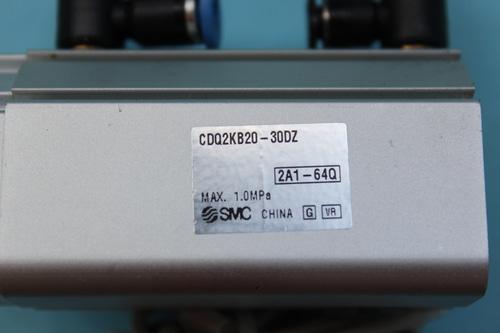 CDQ2KB20-30DZ
2A1-64Q
MAX. 1.0MPa
SMC CHINA G VR